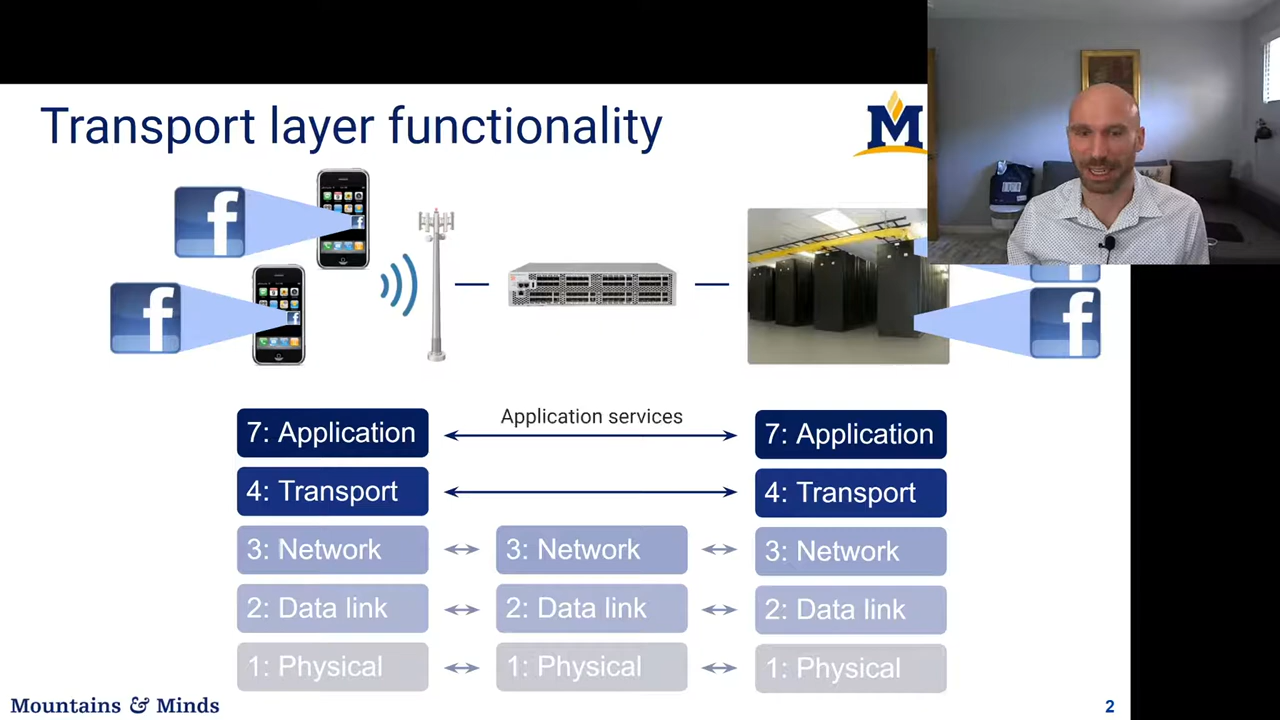 Transport layer functionality
M
f
f
f
Application services
7: Application
7: Application
4: Transport
4: Transport
3: Network
3: Network
3: Network
2: Data link
2: Data link
2: Data link
1: Physical
1: Physical
1: Physical
Mountains & Minds
2